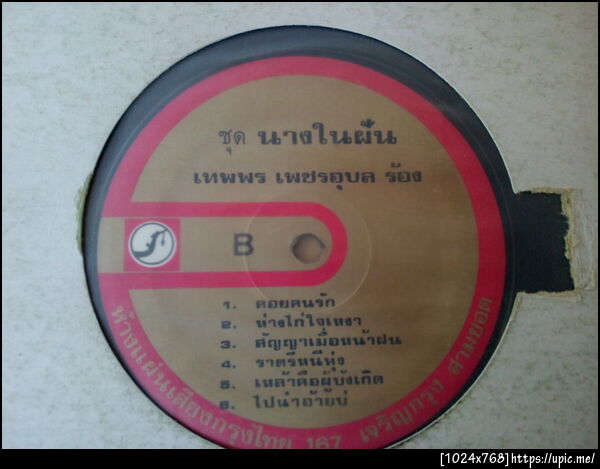 ชุด นางในฝัน
เทพพร เพชรอุบล ร้อง
B
1. คอยคนรัก
2. ห่างไกลใจเหงา
3. สัญญาเมื่อหน้าฝน
4. ราตรีหนีทุ่ง
5. เหล้าคือผู้บังเกิด
6. ไปนำอ้ายบ่
ห้างแผ่นเสียงกรุงไทย 167 เจริญกรุง สามยอด
[1024x768]https://upic.me/